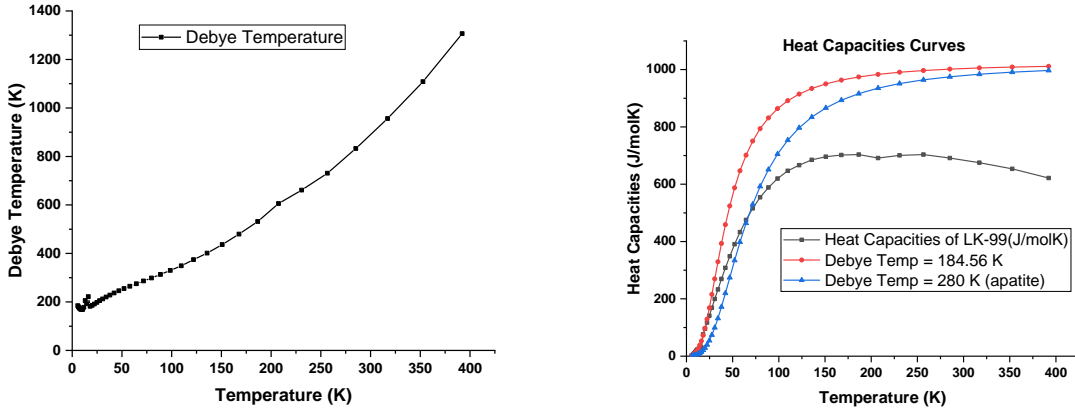 Debye Temperature
Debye Temperature (K)
1400
1200
1000
800
600
400
200
0
0 50 100 150 200 250 300 350 400
Temperature (K)
Heat Capacities Curves
Heat Capacities (J/molK)
1000
800
600
400
200
0
Heat Capacities of LK-99(J/molK)
Debye Temp = 184.56 K
Debye Temp = 280 K (apatite)
0 50 100 150 200 250 300 350 400
Temperature (K)